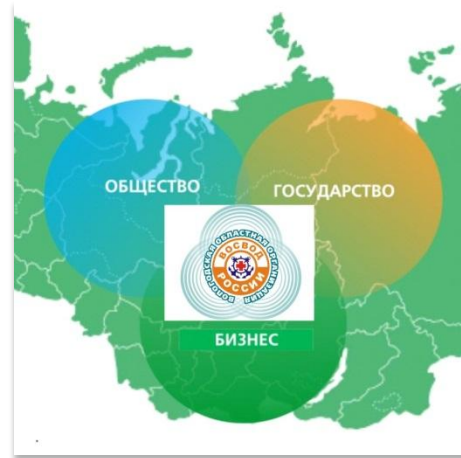 ОБЩЕСТВО
ГОСУДАРСТВО
ВОЛОГОДСКАЯ ОБЛАСТНАЯ ОРГАНИЗАЦИЯ
ВОСВОД
РОССИИ
БИЗНЕС